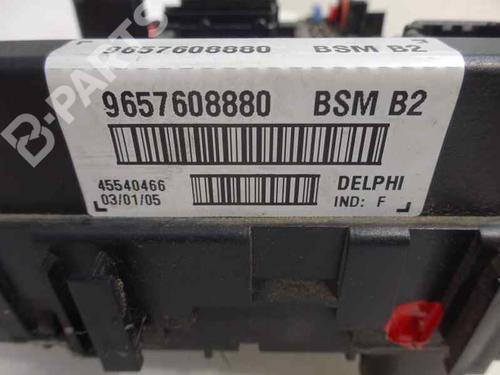 9657608880 BSM B2
9657608880 BSM B2
45540466 DELPHI
03/01/05 IND: F
B-PARTS